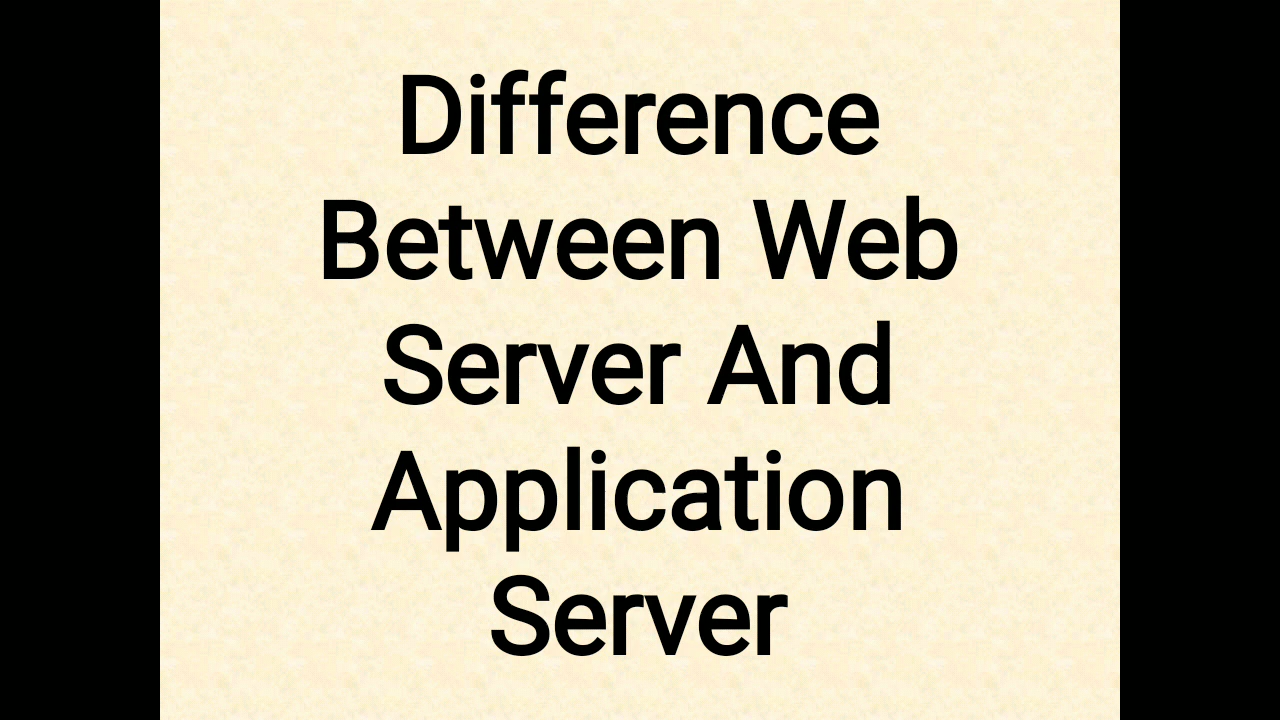 Difference
Between Web
Server And
Application
Server